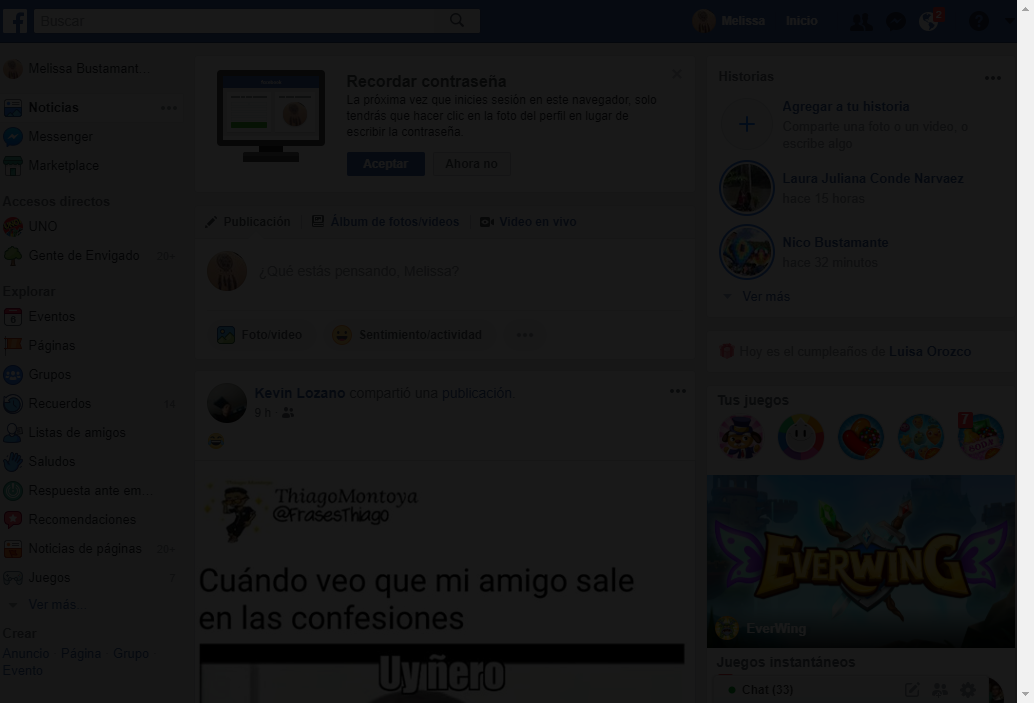 Buscar
Melissa
Inicio
2
Melissa Bustamant...
Noticias
Messenger
Marketplace
Accesos directos
UNO
Gente de Envigado 20+
Explorar
Eventos
Páginas
Grupos
Recuerdos 14
Listas de amigos
Saludos
Respuesta ante em...
Recomendaciones
Noticias de páginas 20+
Juegos 7
Ver más...
Crear
Anuncio Página Grupo
Evento
Recordar contraseña
La próxima vez que inicies sesión en este navegador, solo
tendrás que hacer clic en la foto del perfil en lugar de
escribir la contraseña.
Aceptar Ahora no
Publicación Álbum de fotos/videos Video en vivo
¿Qué estás pensando, Melissa?
Foto/video Sentimiento/actividad
Kevin Lozano compartió una publicación
9 h
ThiagoMontoya
@FrasesThiago
Cuándo veo que mi amigo sale
en las confesiones
Uy ñero
Historias
Agregar a tu historia
Comparte una foto o un video, o
escribe algo
Laura Juliana Conde Narvaez
hace 15 horas
Nico Bustamante
hace 32 minutos
Ver más
Hoy es el cumpleaños de Luisa Orozco
Tus juegos
EVERWING
EverWing
Juegos instantáneos
Chat (33)